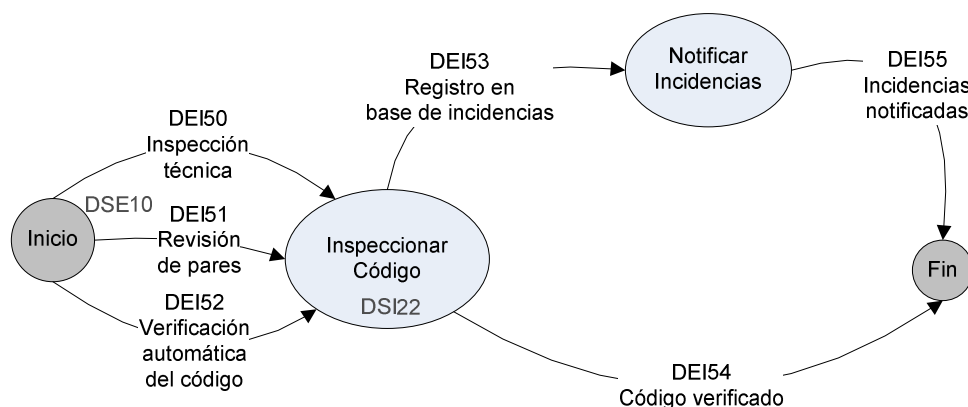 DEI53
Registro en
base de incidencias
Notificar
Incidencias
DEI55
Incidencias
notificadas
DEI50
Inspección
técnica
DSE10
Inicio
DEI51
Revisión
de pares
Inspeccionar
Código
DSI22
Fin
DEI52
Verificación
automática
del código
DEI54
Código verificado